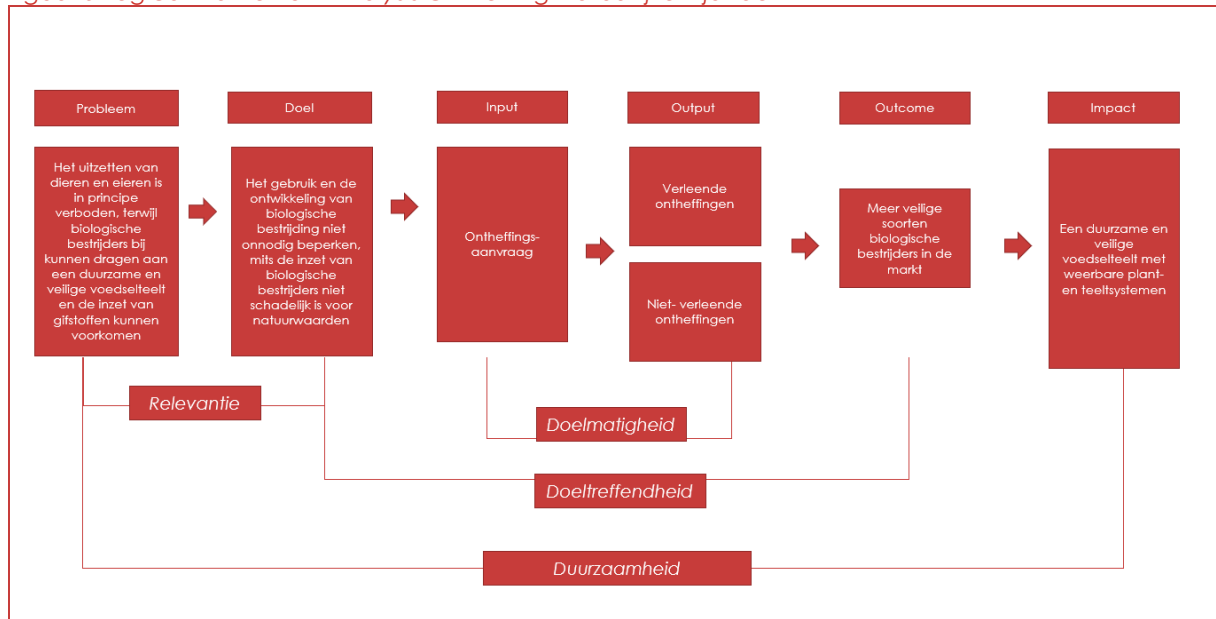 Probleem
Doel
Input
Output
Outcome
Impact
Het uitzetten van
dieren en eieren is
in principe
verboden, terwijl
biologische
bestrijders bij
kunnen dragen aan
een duurzame en
veilige voedselteelt
en de inzet van
gifstoffen kunnen
voorkomen
Het gebruik en de
ontwikkeling van
biologische
bestrijding niet
onnodig beperken,
mits de inzet van
biologische
bestrijders niet
schadelijk is voor
natuurwaarden
Ontheffings-
aanvraag
Verleende
ontheffingen
Niet- verleende
ontheffingen
Meer veilige
soorten
biologische
bestrijders in de
markt
Een duurzame en
veilige
voedselteelt met
weerbare plant-
en teeltsystemen
Relevantie
Doelmatigheid
Doeltreffendheid
Duurzaamheid